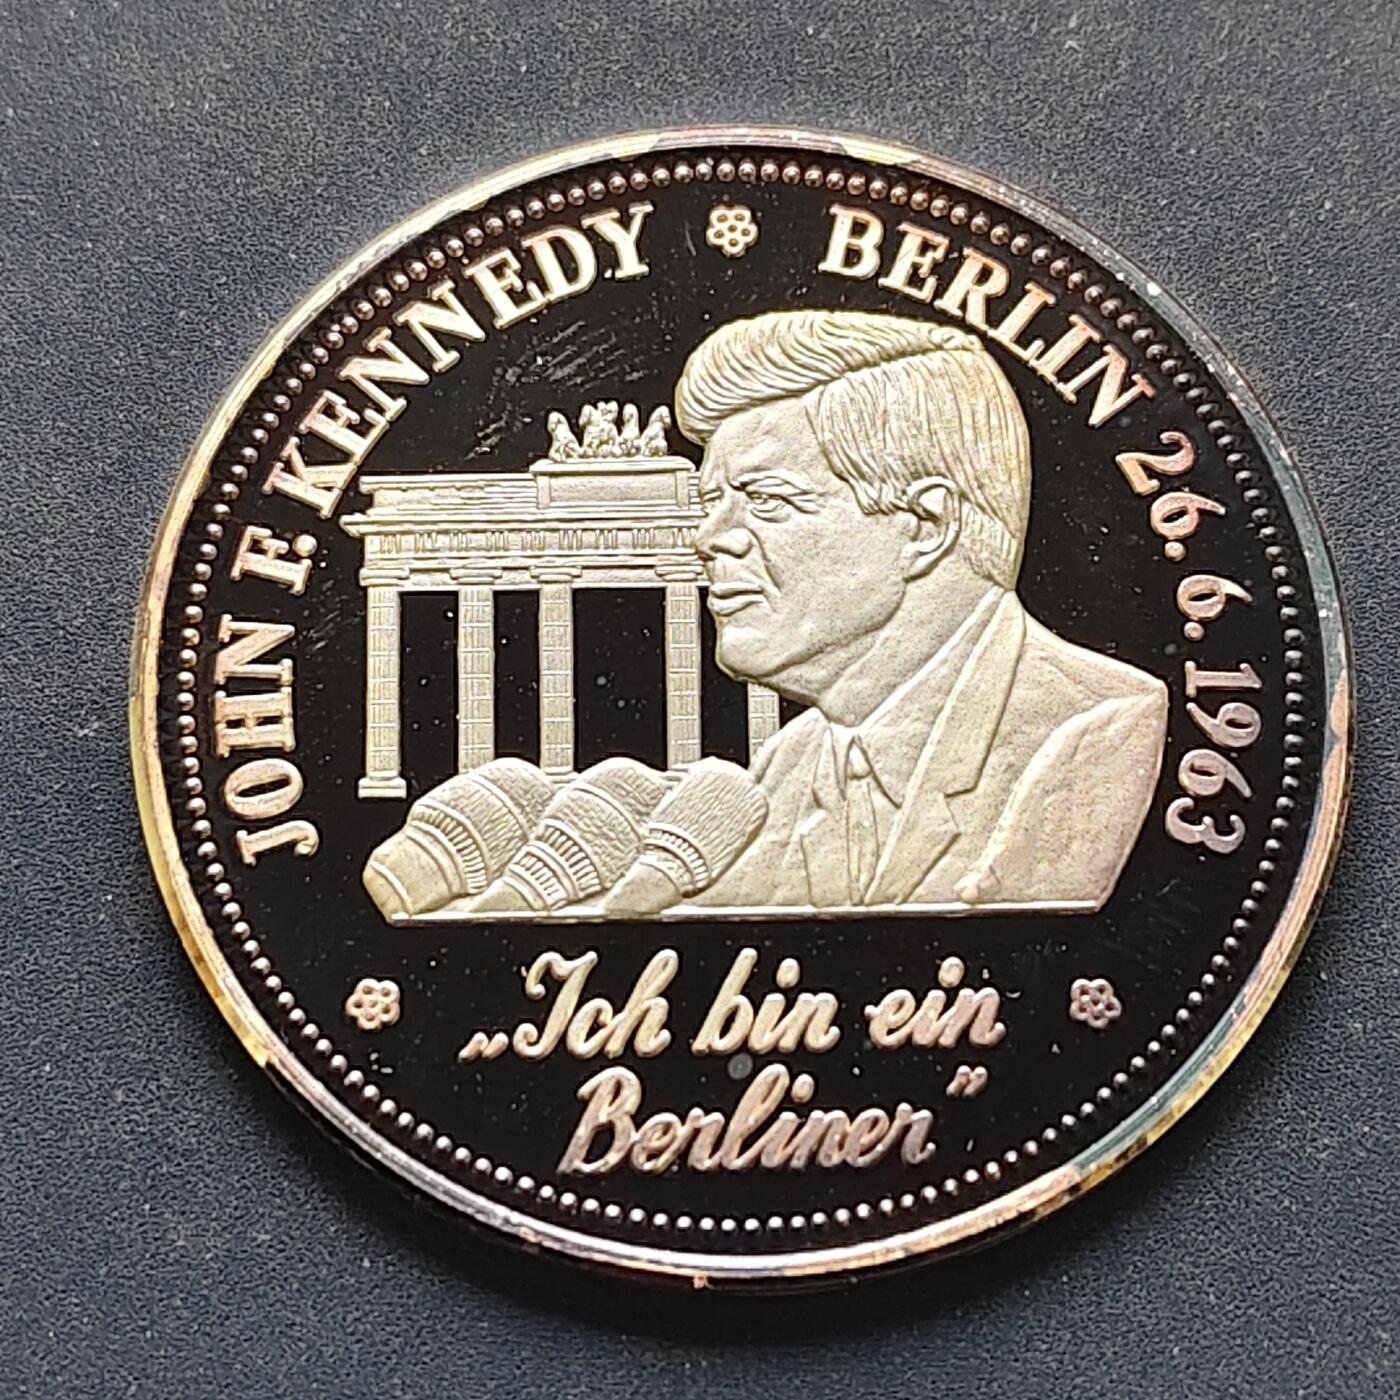 JOHN F. KENNEDY
BERLIN 26. 6. 1963
„Ich bin ein
Berliner“